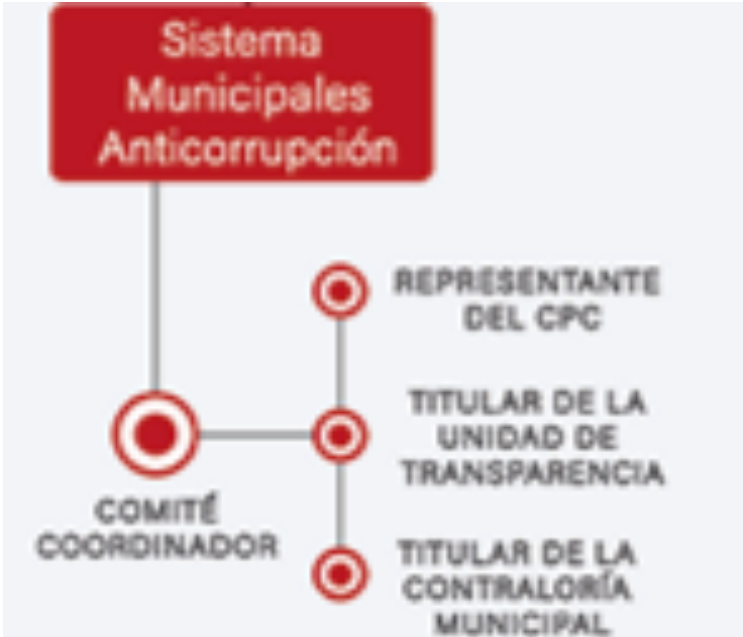 Sistema
Municipales
Anticorrupción
REPRESENTANTE
DEL CPC
TITULAR DE LA
UNIDAD DE
TRANSPARENCIA
COMITÉ
COORDINADOR
TITULAR DE LA
CONTRALORÍA
MUNICIPAL